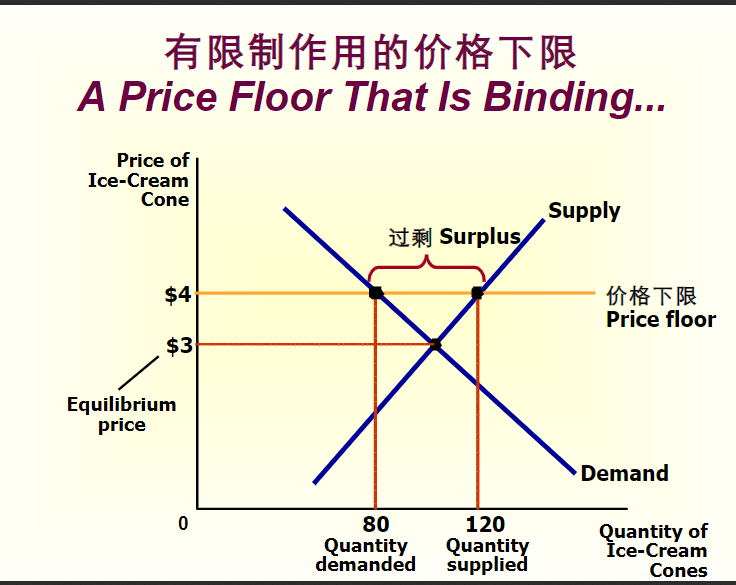 有限制作用的价格下限
A Price Floor That Is Binding...
Price of
Ice-Cream
Cone
Supply
过剩 Surplus
$4
价格下限
Price floor
$3
Equilibrium
price
Demand
0
80
120
Quantity
demanded
Quantity
supplied
Quantity of
Ice-Cream
Cones